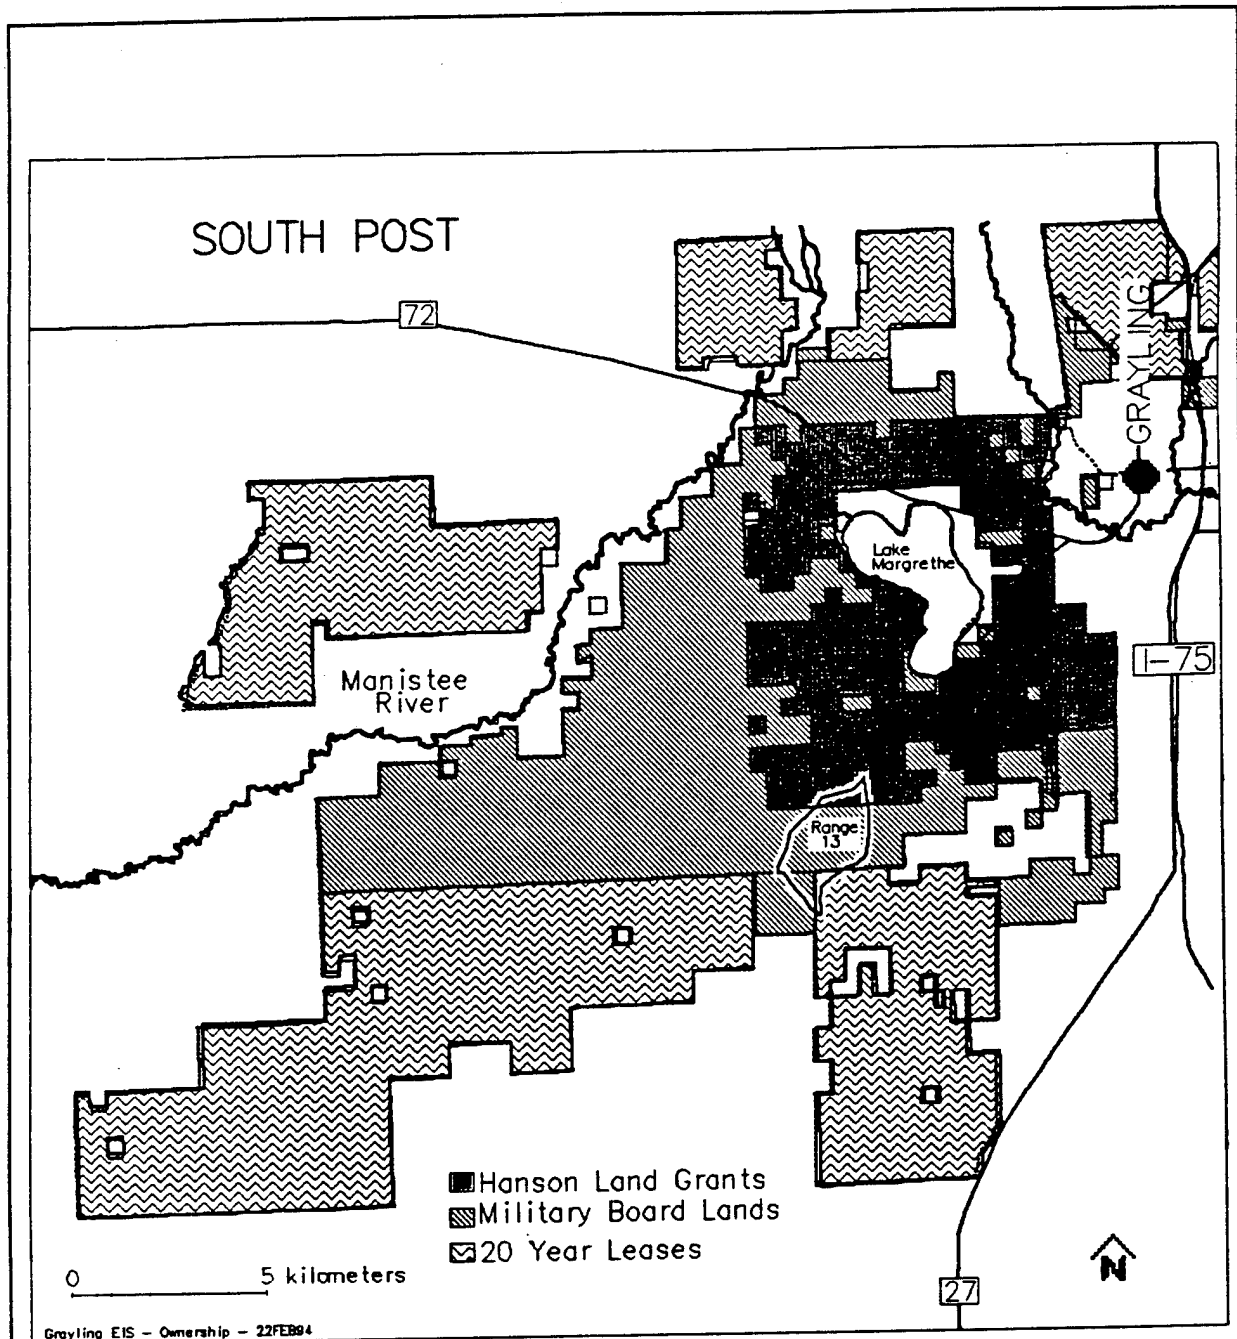 SOUTH POST
72
GRAYLING
Lake
Margrethe
I-75
Manistee
River
Range
13
Hanson Land Grants
Military Board Lands
20 Year Leases
0 5 kilometers
N
27
Grayling EIS - Ownership - 22FEB94